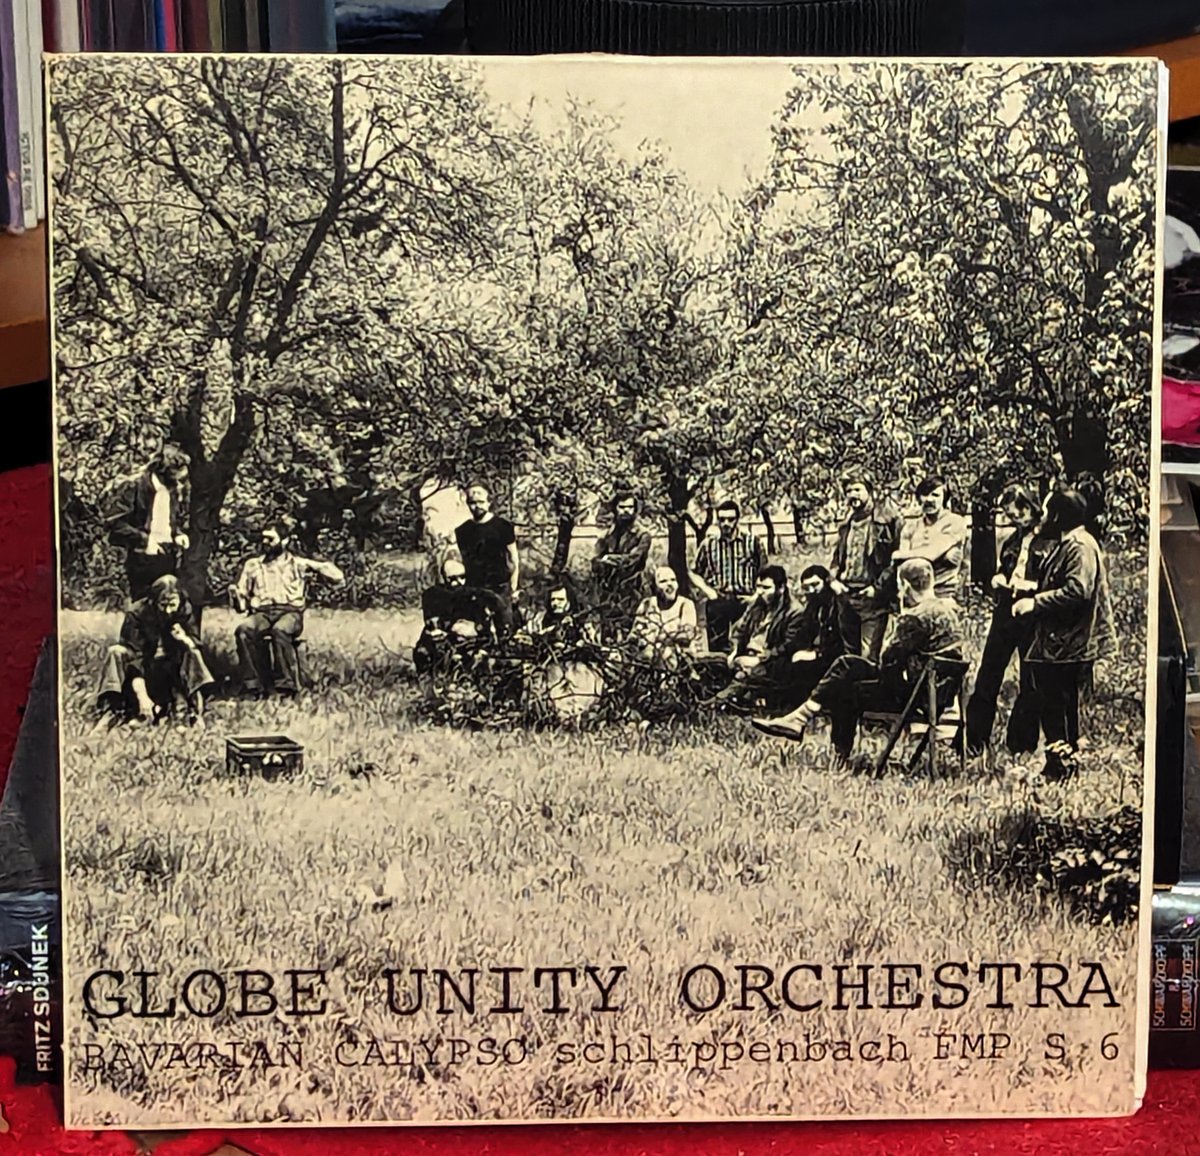 GLOBE UNITY ORCHESTRA
BAVARIAN CALYPSO schlippenbach FMP S 6
FRITZ SDUNEK